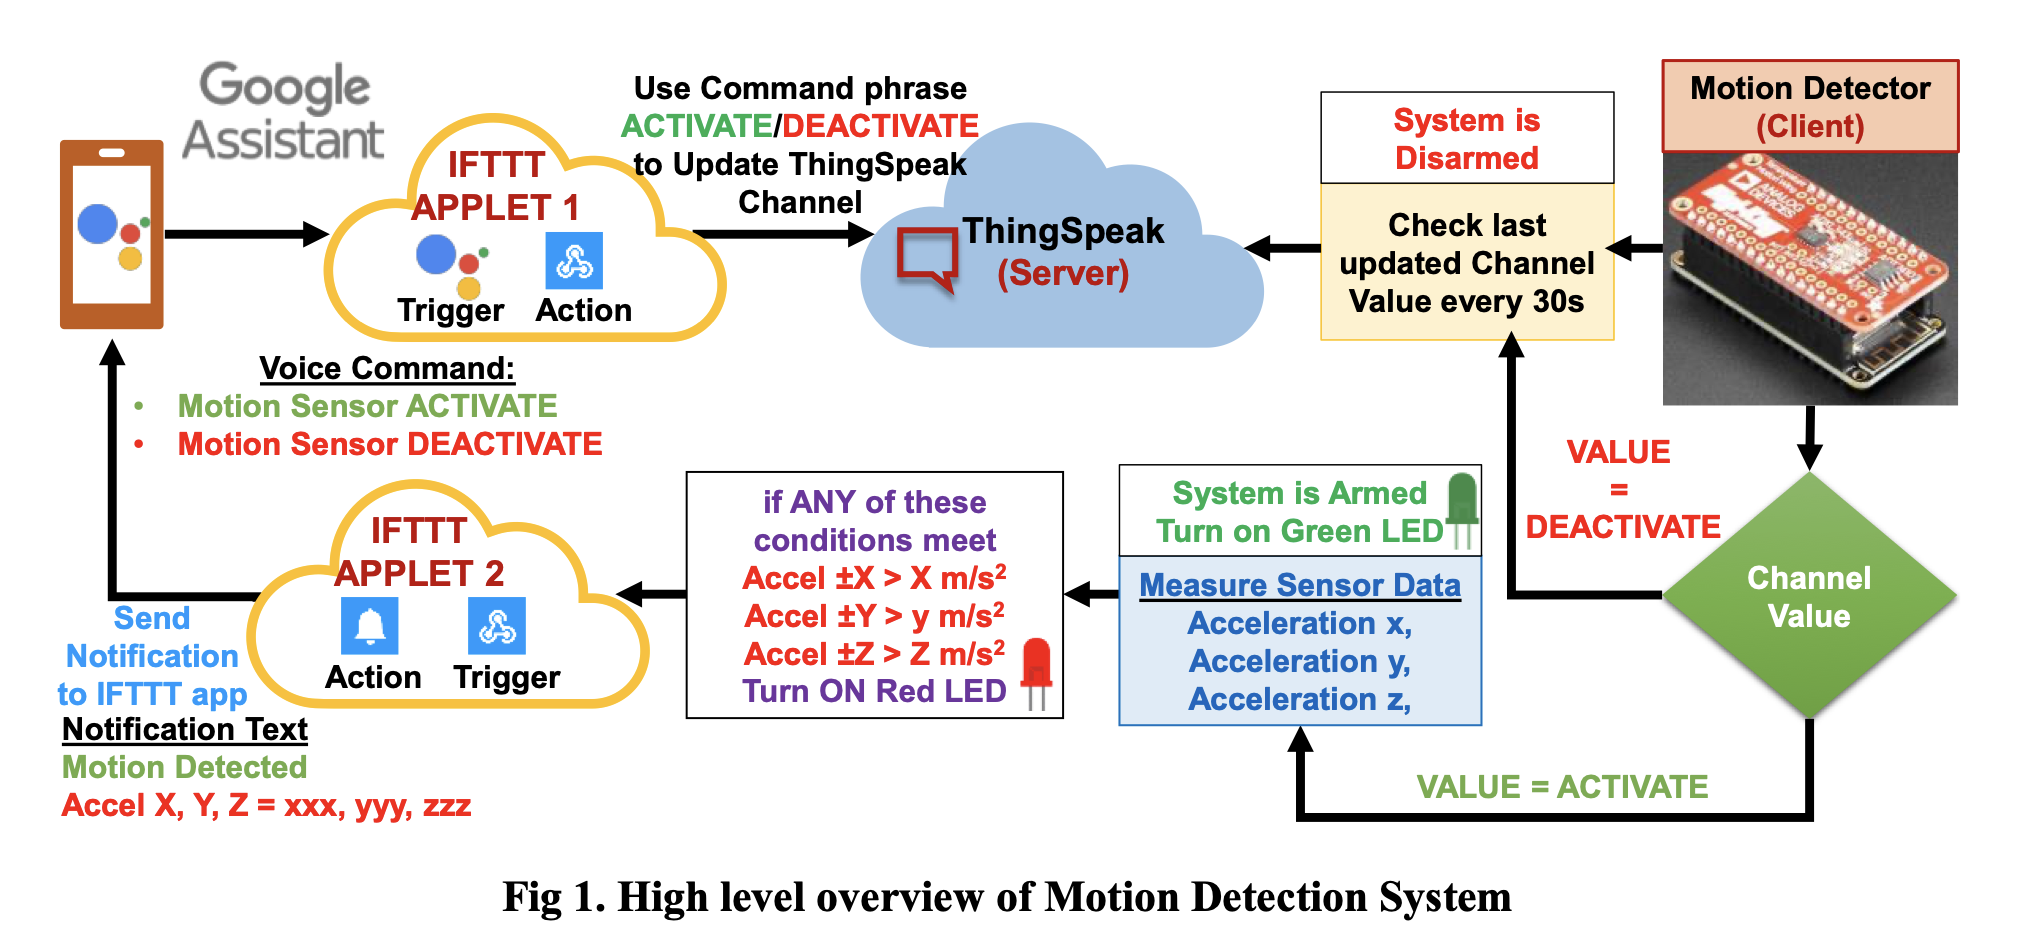 Google
Assistant
IFTTT
APPLET 1
Trigger
Action
Use Command phrase
ACTIVATE/DEACTIVATE
to Update ThingSpeak
Channel
ThingSpeak
(Server)
System is
Disarmed
Check last
updated Channel
Value every 30s
Motion Detector
(Client)
ANALOG
DEVICES
Voice Command:
• Motion Sensor ACTIVATE
• Motion Sensor DEACTIVATE
VALUE
=
DEACTIVATE
Channel
Value
VALUE = ACTIVATE
System is Armed
Turn on Green LED
Measure Sensor Data
Acceleration x,
Acceleration y,
Acceleration z,
if ANY of these
conditions meet
Accel ±X > X m/s²
Accel ±Y > y m/s²
Accel ±Z > Z m/s²
Turn ON Red LED
IFTTT
APPLET 2
Action
Trigger
Send
Notification
to IFTTT app
Notification Text
Motion Detected
Accel X, Y, Z = xxx, yyy, zzz
Fig 1. High level overview of Motion Detection System